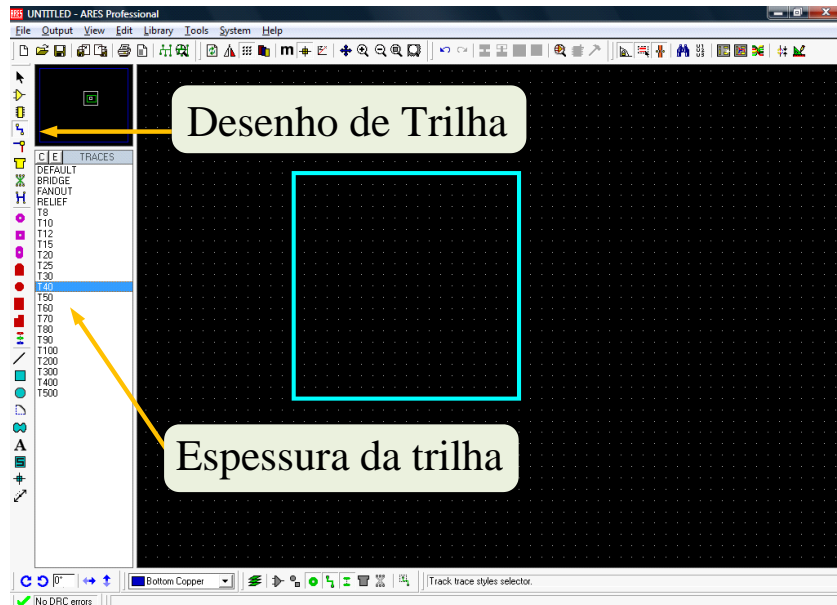 UNTITLED - ARES Professional
File Output View Edit Library Tools System Help
Desenho de Trilha
C E TRACES
DEFAULT
BRIDGE
FANOUT
RELIEF
T8
T10
T12
T15
T20
T25
T30
T40
T50
T60
T70
T80
T90
T100
T200
T300
T400
T500
Espessura da trilha
0° Bottom Copper Track trace styles selector.
No DRC errors